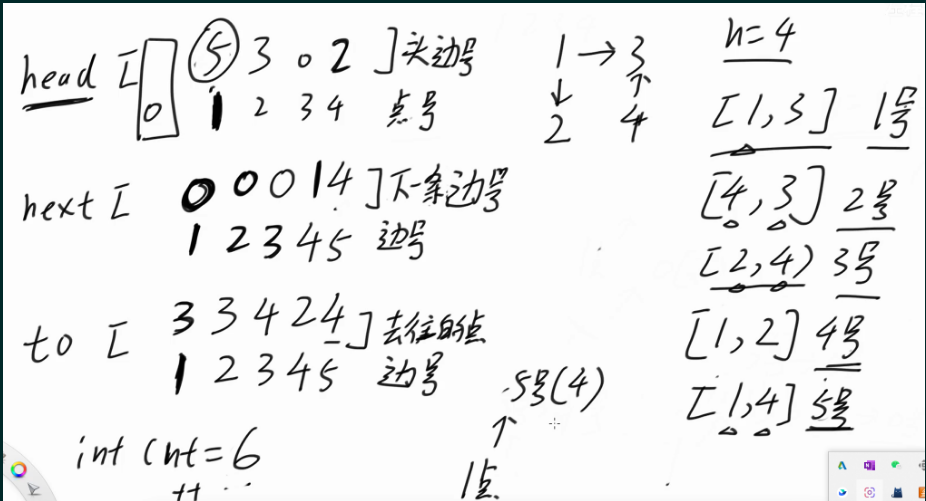 head [ 5 3 0 2 ] 头边号
0 1 2 3 4 点号
next [ 0 0 0 1 4 ] 下一条边号
1 2 3 4 5 边号
to [ 3 3 4 2 4 ] 去往的点
1 2 3 4 5 边号
int cnt = 6
1 → 3
↓ ↑
2 4
5号(4)
↑
1点
n = 4
[1, 3] 1号
[4, 3] 2号
[2, 4) 3号
[1, 2] 4号
[1, 4] 5号